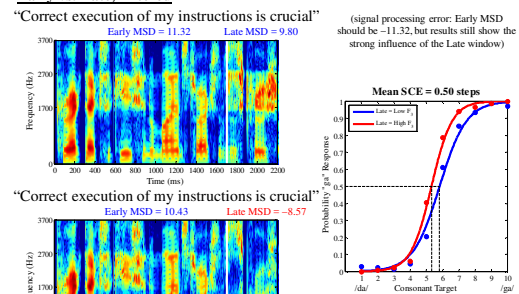 “Correct execution of my instructions is crucial”
Early MSD = 11.32 Late MSD = 9.80
3700
2700
1700
1000
0
Frequency (Hz)
0 200 400 600 800 1000 1200 1400 1600 1800 2000 2200
Time (ms)
“Correct execution of my instructions is crucial”
Early MSD = 10.43 Late MSD = −8.57
3700
2700
1700
(signal processing error: Early MSD
should be −11.32, but results still show the
strong influence of the Late window)
Mean SCE = 0.50 steps
Late = Low F
Late = High F
1
0.9
0.8
0.7
0.6
0.5
0.4
0.3
0.2
0.1
0
Probability "ga" Response
1 2 3 4 5 6 7 8 9 10
/da/ Consonant Target /ga/